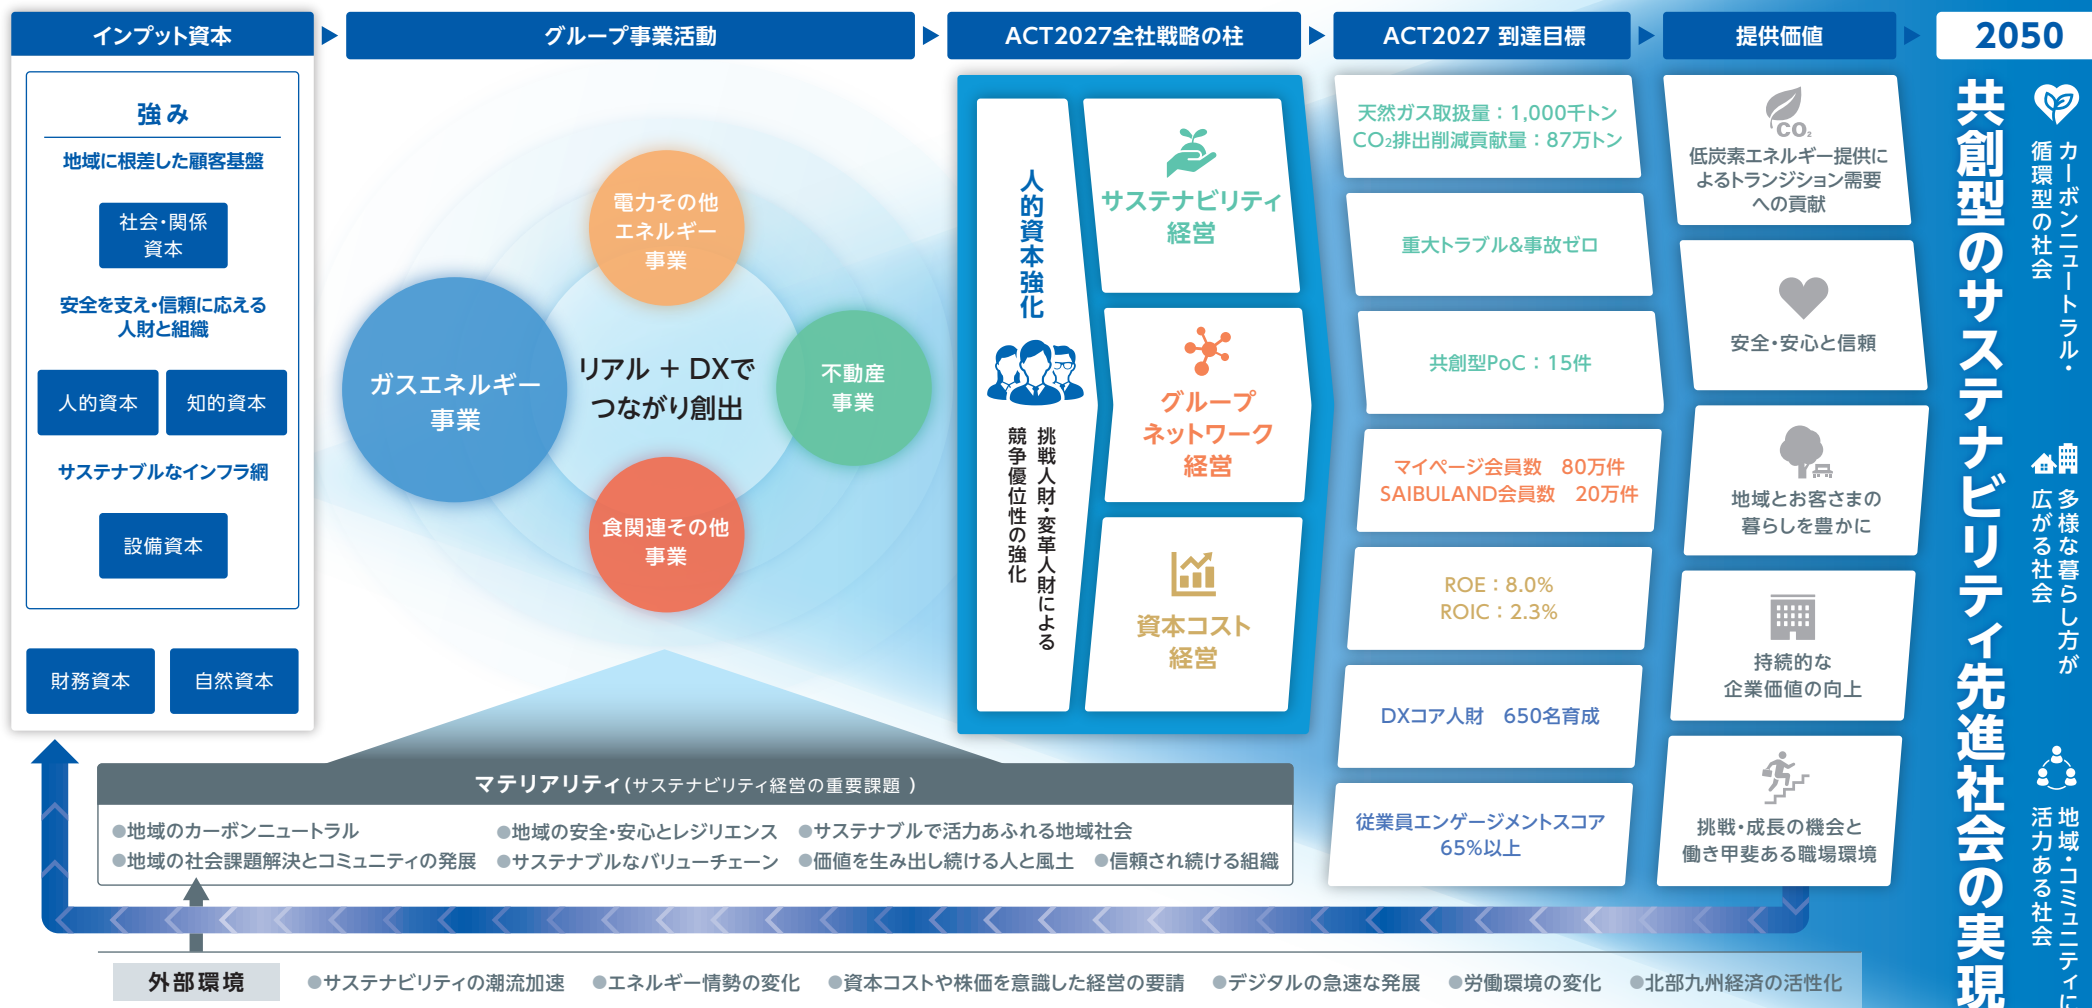 インプット資本
グループ事業活動
ACT2027全社戦略の柱
ACT2027 到達目標
提供価値
2050
強み
地域に根差した顧客基盤
社会・関係
資本
安全を支え・信頼に応える
人財と組織
人的資本
知的資本
サステナブルなインフラ網
設備資本
財務資本
自然資本
電力その他
エネルギー
事業
ガスエネルギー
事業
リアル + DXで
つながり創出
不動産
事業
食関連その他
事業
人的資本強化
挑戦人財・変革人財による
競争優位性の強化
サステナビリティ
経営
グループ
ネットワーク
経営
資本コスト
経営
天然ガス取扱量：1,000千トン
CO₂排出削減貢献量：87万トン
重大トラブル&事故ゼロ
共創型PoC：15件
マイページ会員数　80万件
SAIBULAND会員数　20万件
ROE：8.0%
ROIC：2.3%
DXコア人財　650名育成
従業員エンゲージメントスコア
65%以上
CO₂
低炭素エネルギー提供に
よるトランジション需要
への貢献
安全・安心と信頼
地域とお客さまの
暮らしを豊かに
持続的な
企業価値の向上
挑戦・成長の機会と
働き甲斐ある職場環境
共創型のサステナビリティ先進社会の実現
カーボンニュートラル・
循環型の社会
多様な暮らし方が
広がる社会
地域・コミュニティに
活力ある社会
マテリアリティ(サステナビリティ経営の重要課題 )
●地域のカーボンニュートラル
●地域の安全・安心とレジリエンス
●サステナブルで活力あふれる地域社会
●地域の社会課題解決とコミュニティの発展
●サステナブルなバリューチェーン
●価値を生み出し続ける人と風土
●信頼され続ける組織
外部環境
●サステナビリティの潮流加速
●エネルギー情勢の変化
●資本コストや株価を意識した経営の要請
●デジタルの急速な発展
●労働環境の変化
●北部九州経済の活性化